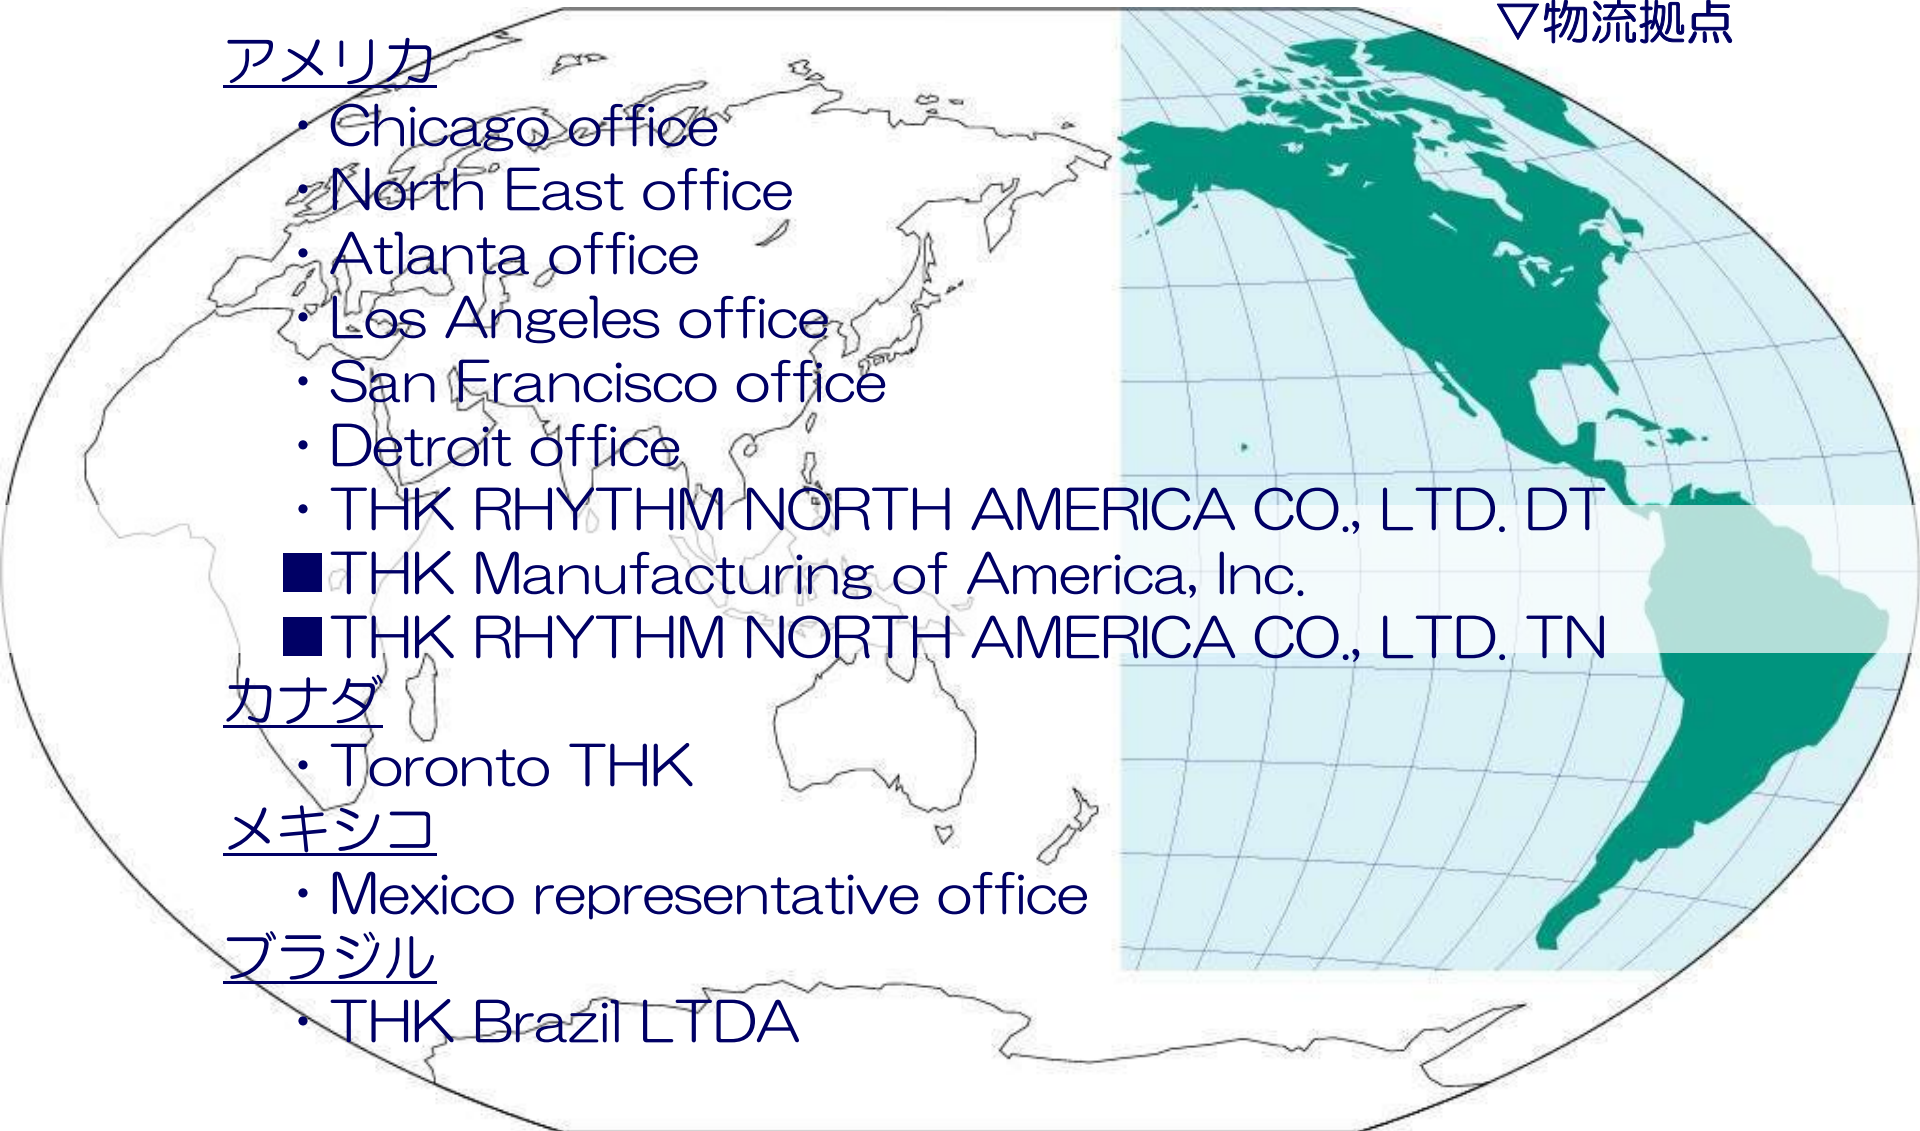 ▽物流拠点
アメリカ
・Chicago office
・North East office
・Atlanta office
・Los Angeles office
・San Francisco office
・Detroit office
・THK RHYTHM NORTH AMERICA CO., LTD. DT
■THK Manufacturing of America, Inc.
■THK RHYTHM NORTH AMERICA CO., LTD. TN
カナダ
・Toronto THK
メキシコ
・Mexico representative office
ブラジル
・THK Brazil LTDA